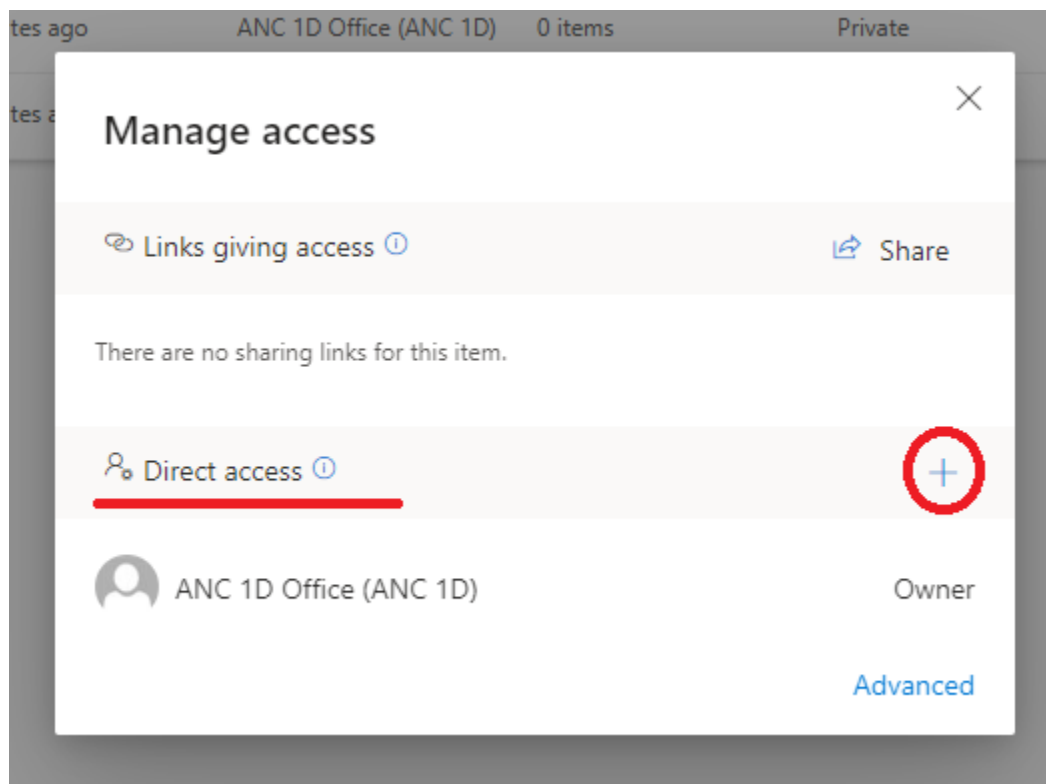 tes ago ANC 1D Office (ANC 1D) 0 items Private
tes a
Manage access
Links giving access
Share
There are no sharing links for this item.
Direct access
ANC 1D Office (ANC 1D) Owner
Advanced